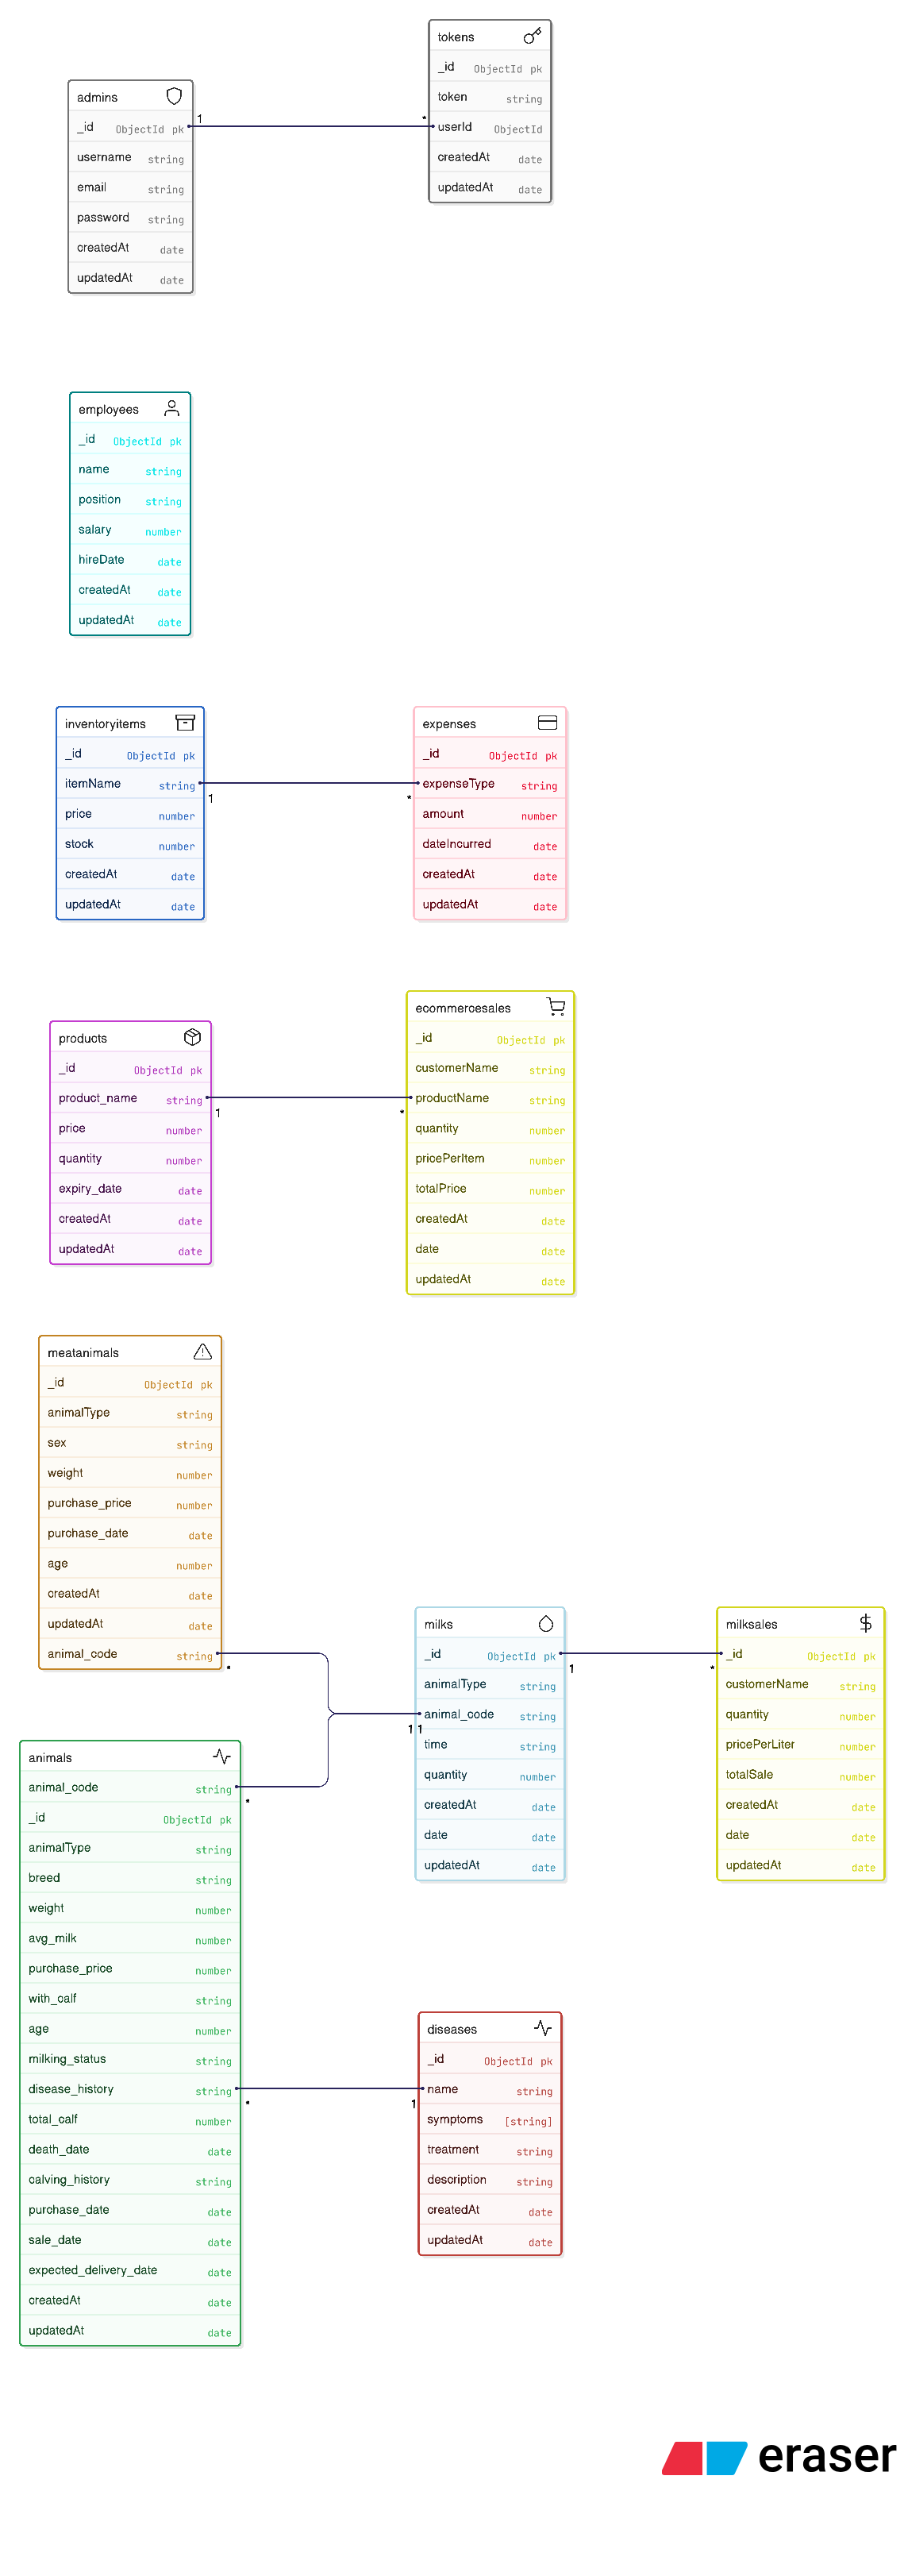 tokens
_id ObjectId pk
token string
userId ObjectId
createdAt date
updatedAt date
admins
_id ObjectId pk
username string
email string
password string
createdAt date
updatedAt date
1
*
employees
_id ObjectId pk
name string
position string
salary number
hireDate date
createdAt date
updatedAt date
inventoryitems
_id ObjectId pk
itemName string
price number
stock number
createdAt date
updatedAt date
1
*
expenses
_id ObjectId pk
expenseType string
amount number
dateIncurred date
createdAt date
updatedAt date
products
_id ObjectId pk
product_name string
price number
quantity number
expiry_date date
createdAt date
updatedAt date
1
*
ecommercesales
_id ObjectId pk
customerName string
productName string
quantity number
pricePerItem number
totalPrice number
createdAt date
date date
updatedAt date
meatanimals
_id ObjectId pk
animalType string
sex string
weight number
purchase_price number
purchase_date date
age number
createdAt date
updatedAt date
animal_code string
*
1 1
milks
_id ObjectId pk
animalType string
animal_code string
time string
quantity number
createdAt date
date date
updatedAt date
1
*
milksales
_id ObjectId pk
customerName string
quantity number
pricePerLiter number
totalSale number
createdAt date
date date
updatedAt date
animals
animal_code string
_id ObjectId pk
animalType string
breed string
weight number
avg_milk number
purchase_price number
with_calf string
age number
milking_status string
disease_history string
total_calf number
death_date date
calving_history string
purchase_date date
sale_date date
expected_delivery_date date
createdAt date
updatedAt date
*
*
1
diseases
_id ObjectId pk
name string
symptoms [string]
treatment string
description string
createdAt date
updatedAt date
eraser